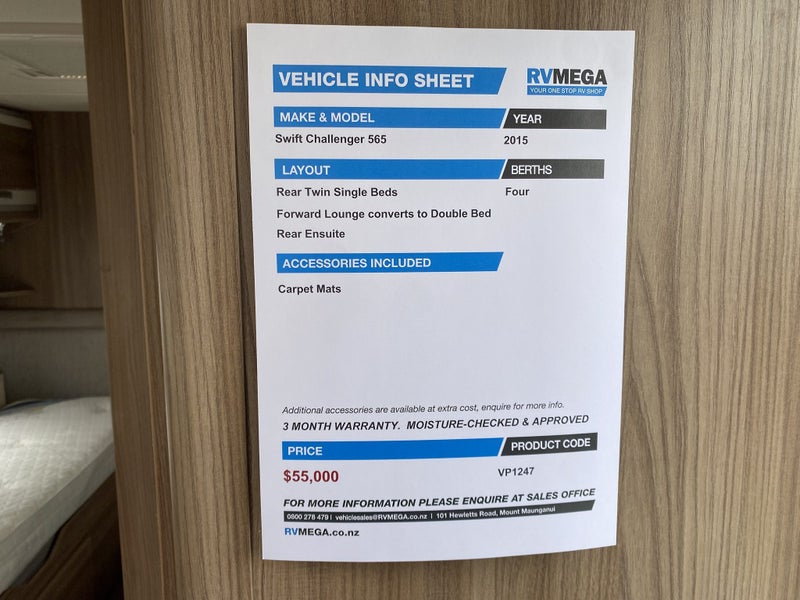 VEHICLE INFO SHEET
RVMEGA
YOUR ONE STOP RV SHOP
MAKE & MODEL YEAR
Swift Challenger 565 2015
LAYOUT BERTHS
Rear Twin Single Beds Four
Forward Lounge converts to Double Bed
Rear Ensuite
ACCESSORIES INCLUDED
Carpet Mats
Additional accessories are available at extra cost, enquire for more info.
3 MONTH WARRANTY. MOISTURE-CHECKED & APPROVED
PRICE PRODUCT CODE
$55,000 VP1247
FOR MORE INFORMATION PLEASE ENQUIRE AT SALES OFFICE
0800 278 479 | vehiclesales@RVMEGA.co.nz | 101 Hewletts Road, Mount Maunganui
RVMEGA.co.nz